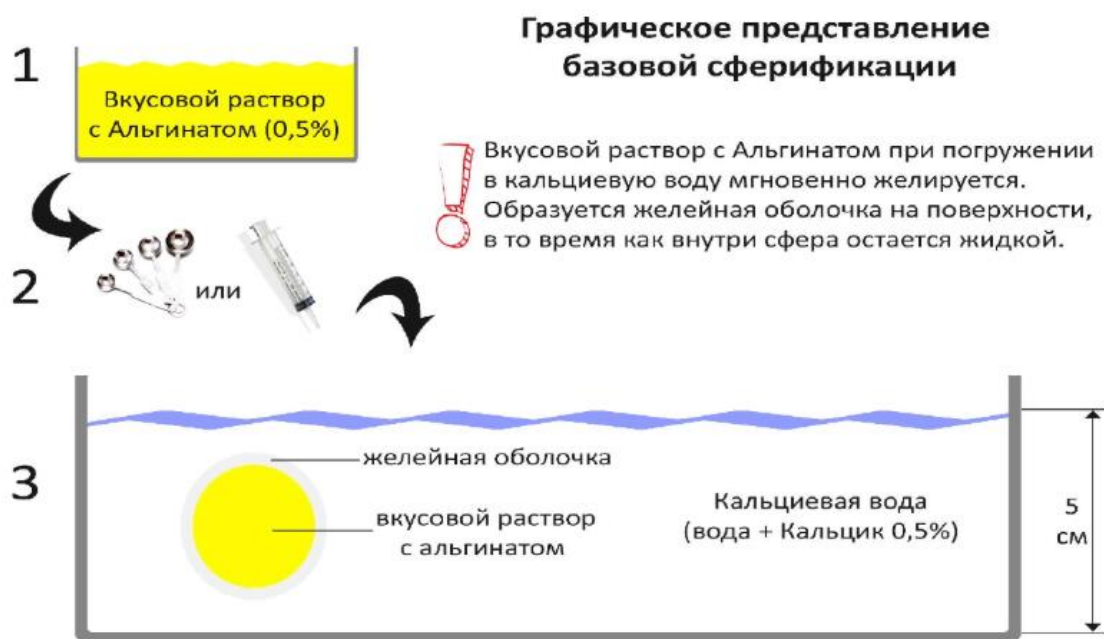 Графическое представление
базовой сферификации
1
Вкусовой раствор
с Альгинатом (0,5%)
Вкусовой раствор с Альгинатом при погружении
в кальциевую воду мгновенно желируется.
Образуется желейная оболочка на поверхности,
в то время как внутри сфера остается жидкой.
2
или
3
желейная оболочка
вкусовой раствор
с альгинатом
Кальциевая вода
(вода + Кальцик 0,5%)
5
см